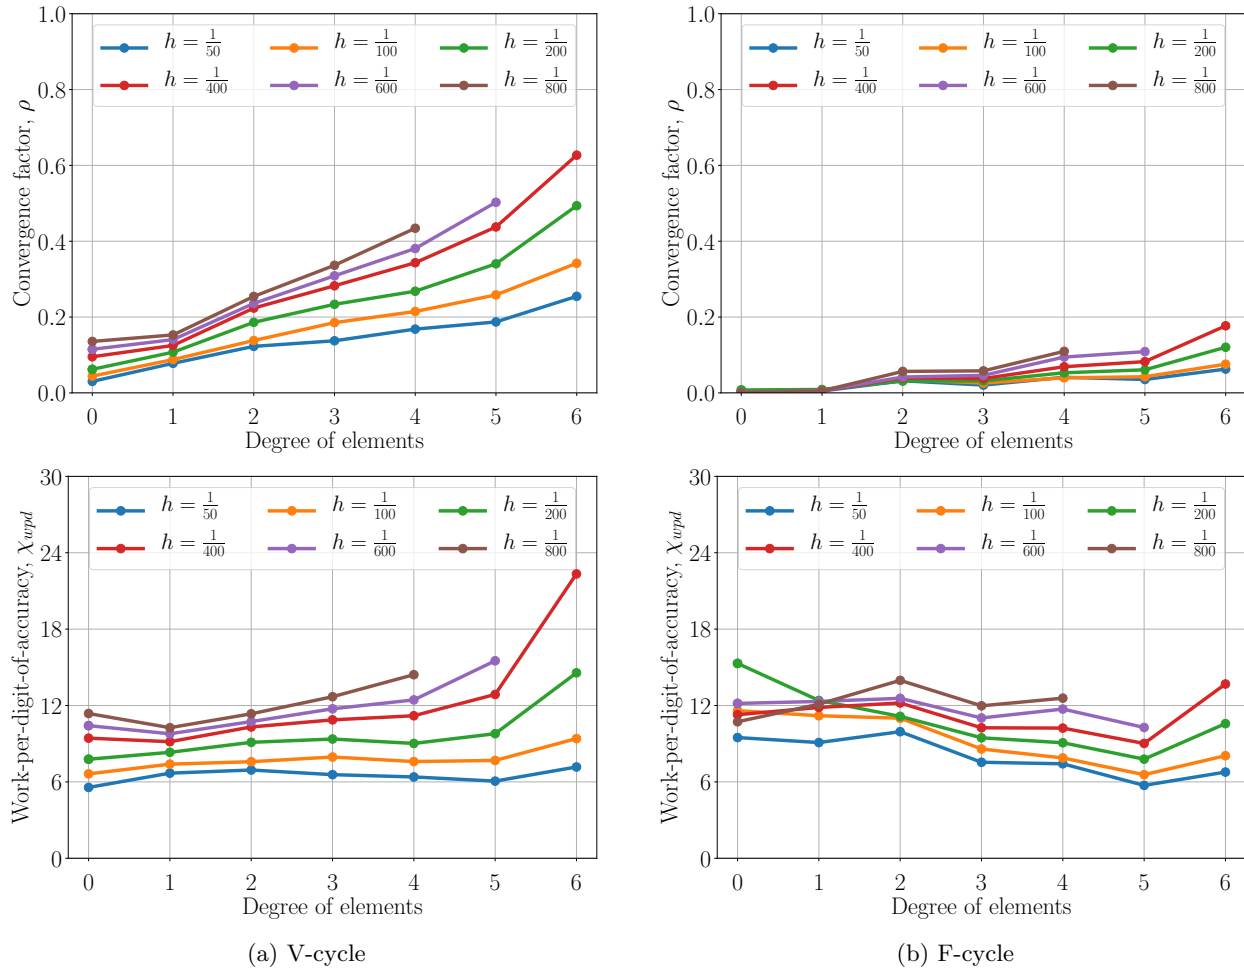 1.0
0.8
0.6
0.4
0.2
0.0
Convergence factor, ρ
h = 1/50 h = 1/100 h = 1/200
h = 1/400 h = 1/600 h = 1/800
0 1 2 3 4 5 6
Degree of elements
1.0
0.8
0.6
0.4
0.2
0.0
Convergence factor, ρ
h = 1/50 h = 1/100 h = 1/200
h = 1/400 h = 1/600 h = 1/800
0 1 2 3 4 5 6
Degree of elements
30
24
18
12
6
0
Work-per-digit-of-accuracy, χwpd
h = 1/50 h = 1/100 h = 1/200
h = 1/400 h = 1/600 h = 1/800
0 1 2 3 4 5 6
Degree of elements
(a) V-cycle
30
24
18
12
6
0
Work-per-digit-of-accuracy, χwpd
h = 1/50 h = 1/100 h = 1/200
h = 1/400 h = 1/600 h = 1/800
0 1 2 3 4 5 6
Degree of elements
(b) F-cycle